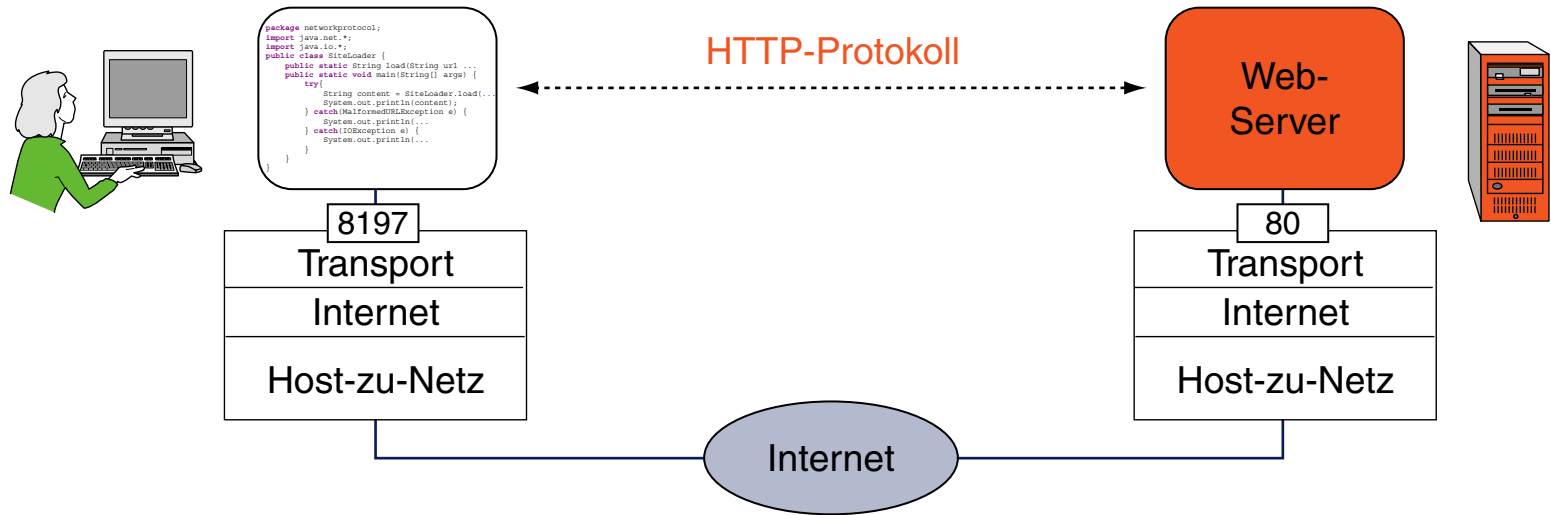 package networkprotocol;
import java.net.*;
import java.io.*;
public class SiteLoader {
    public static String load(String url ...
    public static void main(String[] args) {
        try{
            String content = SiteLoader.load(...
            System.out.println(content);
        } catch(MalformedURLException e) {
            System.out.println(...
        } catch(IOException e) {
            System.out.println(...
        }
    }
}
HTTP-Protokoll
Web-
Server
8197
Transport
Internet
Host-zu-Netz
80
Transport
Internet
Host-zu-Netz
Internet